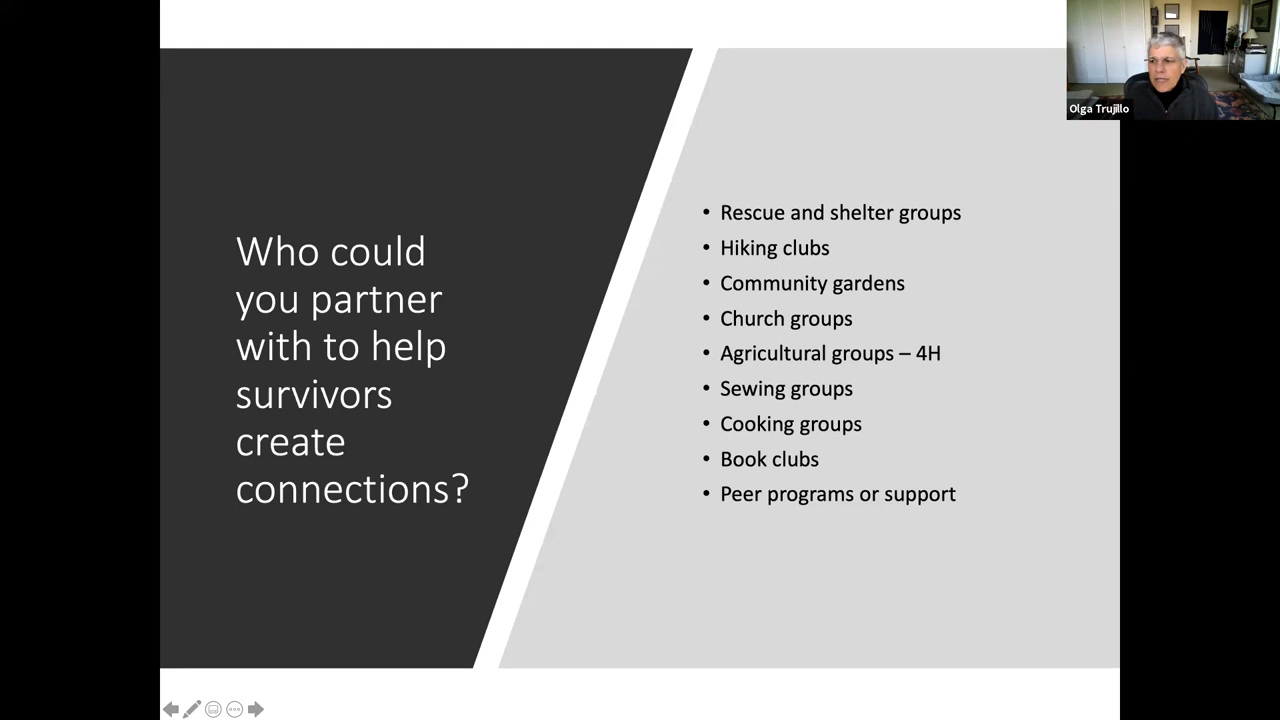 Who could
you partner
with to help
survivors
create
connections?
• Rescue and shelter groups
• Hiking clubs
• Community gardens
• Church groups
• Agricultural groups – 4H
• Sewing groups
• Cooking groups
• Book clubs
• Peer programs or support
Olga Trujillo